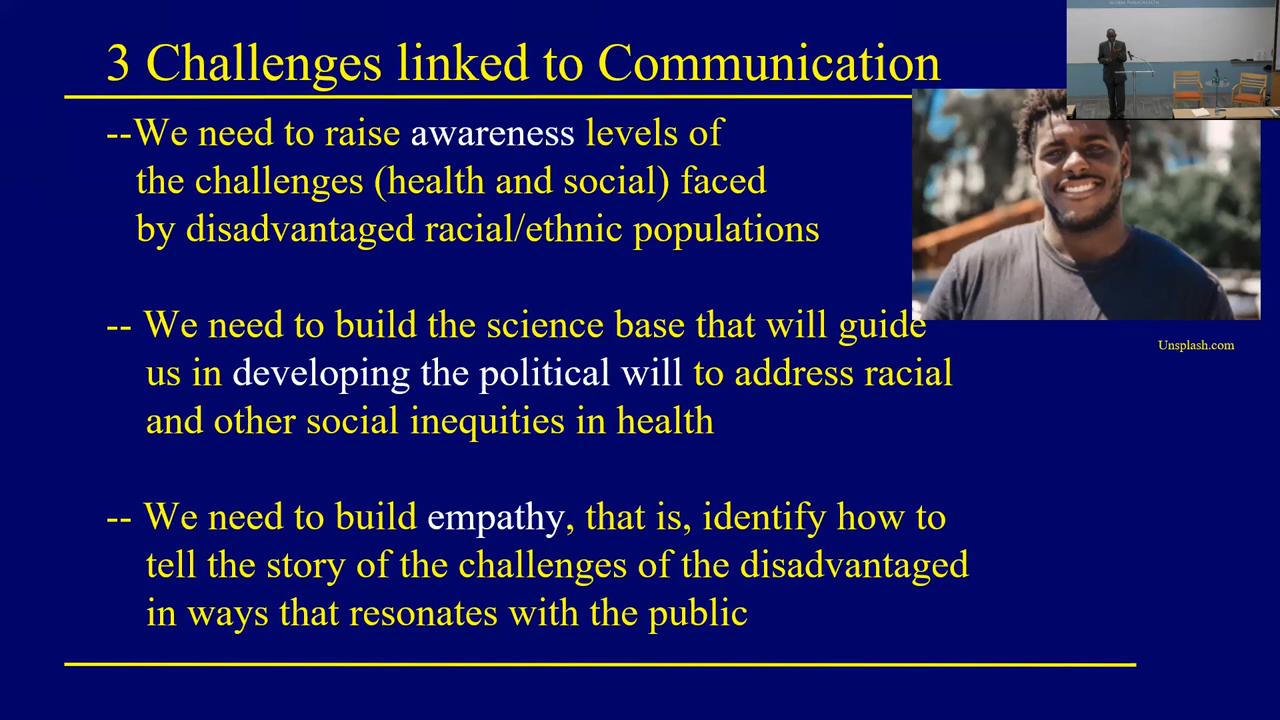 3 Challenges linked to Communication
--We need to raise awareness levels of
the challenges (health and social) faced
by disadvantaged racial/ethnic populations
-- We need to build the science base that will guide
us in developing the political will to address racial
and other social inequities in health
-- We need to build empathy, that is, identify how to
tell the story of the challenges of the disadvantaged
in ways that resonates with the public
Unsplash.com